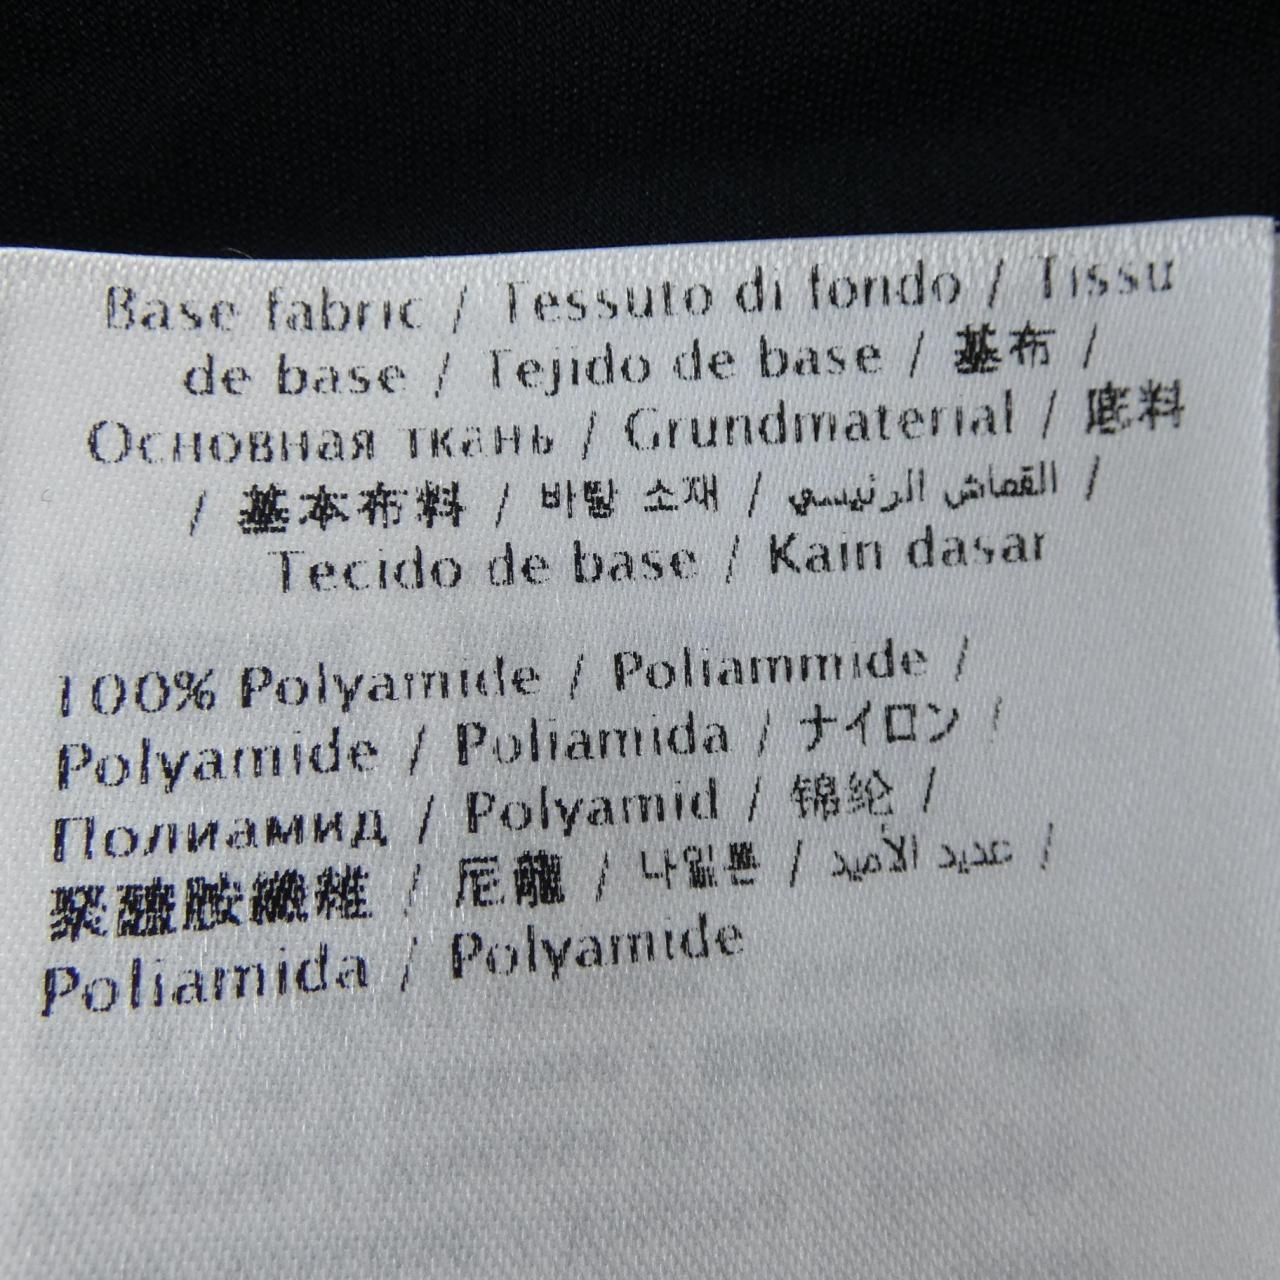 Base fabric / Tessuto di fondo / Tissu
de base / Tejido de base / 基布 /
Основная ткань / Grundmaterial / 底料
/ 基本布料 / 바탕 소재 / القماش الرئيسي /
Tecido de base / Kain dasar
100% Polyamide / Poliammide /
Polyamide / Poliamida / ナイロン /
Полиамид / Polyamid / 锦纶 /
聚醯胺纖維 / 尼龍 / 나일론 / عديد الأميد /
Poliamida / Polyamide